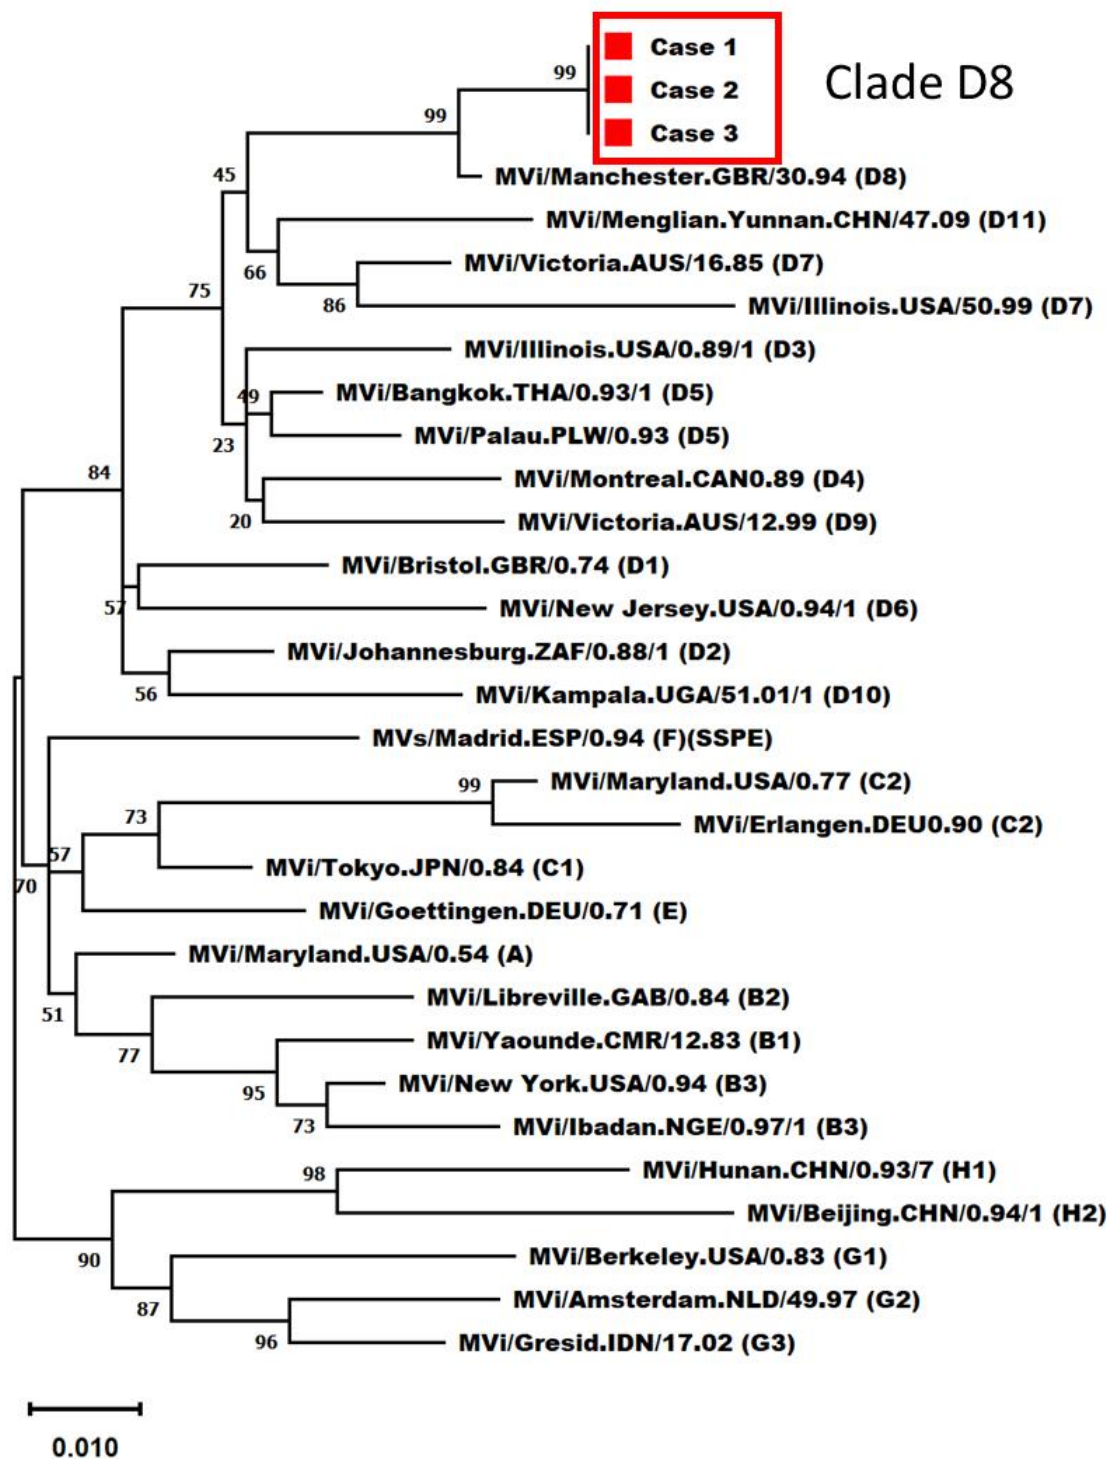 Case 1
99
Case 2
Clade D8
99
Case 3
MVi/Manchester.GBR/30.94 (D8)
45
MVi/Menglian.Yunnan.CHN/47.09 (D11)
66
MVi/Victoria.AUS/16.85 (D7)
75
86
MVi/Illinois.USA/50.99 (D7)
MVi/Illinois.USA/0.89/1 (D3)
49
MVi/Bangkok.THA/0.93/1 (D5)
23
MVi/Palau.PLW/0.93 (D5)
84
MVi/Montreal.CAN0.89 (D4)
20
MVi/Victoria.AUS/12.99 (D9)
MVi/Bristol.GBR/0.74 (D1)
57
MVi/New Jersey.USA/0.94/1 (D6)
MVi/Johannesburg.ZAF/0.88/1 (D2)
56
MVi/Kampala.UGA/51.01/1 (D10)
MVs/Madrid.ESP/0.94 (F)(SSPE)
99
MVi/Maryland.USA/0.77 (C2)
73
MVi/Erlangen.DEU0.90 (C2)
57
MVi/Tokyo.JPN/0.84 (C1)
70
MVi/Goettingen.DEU/0.71 (E)
MVi/Maryland.USA/0.54 (A)
51
MVi/Libreville.GAB/0.84 (B2)
77
MVi/Yaounde.CMR/12.83 (B1)
95
MVi/New York.USA/0.94 (B3)
73
MVi/Ibadan.NGE/0.97/1 (B3)
98
MVi/Hunan.CHN/0.93/7 (H1)
MVi/Beijing.CHN/0.94/1 (H2)
90
MVi/Berkeley.USA/0.83 (G1)
87
MVi/Amsterdam.NLD/49.97 (G2)
96
MVi/Gresid.IDN/17.02 (G3)
0.010